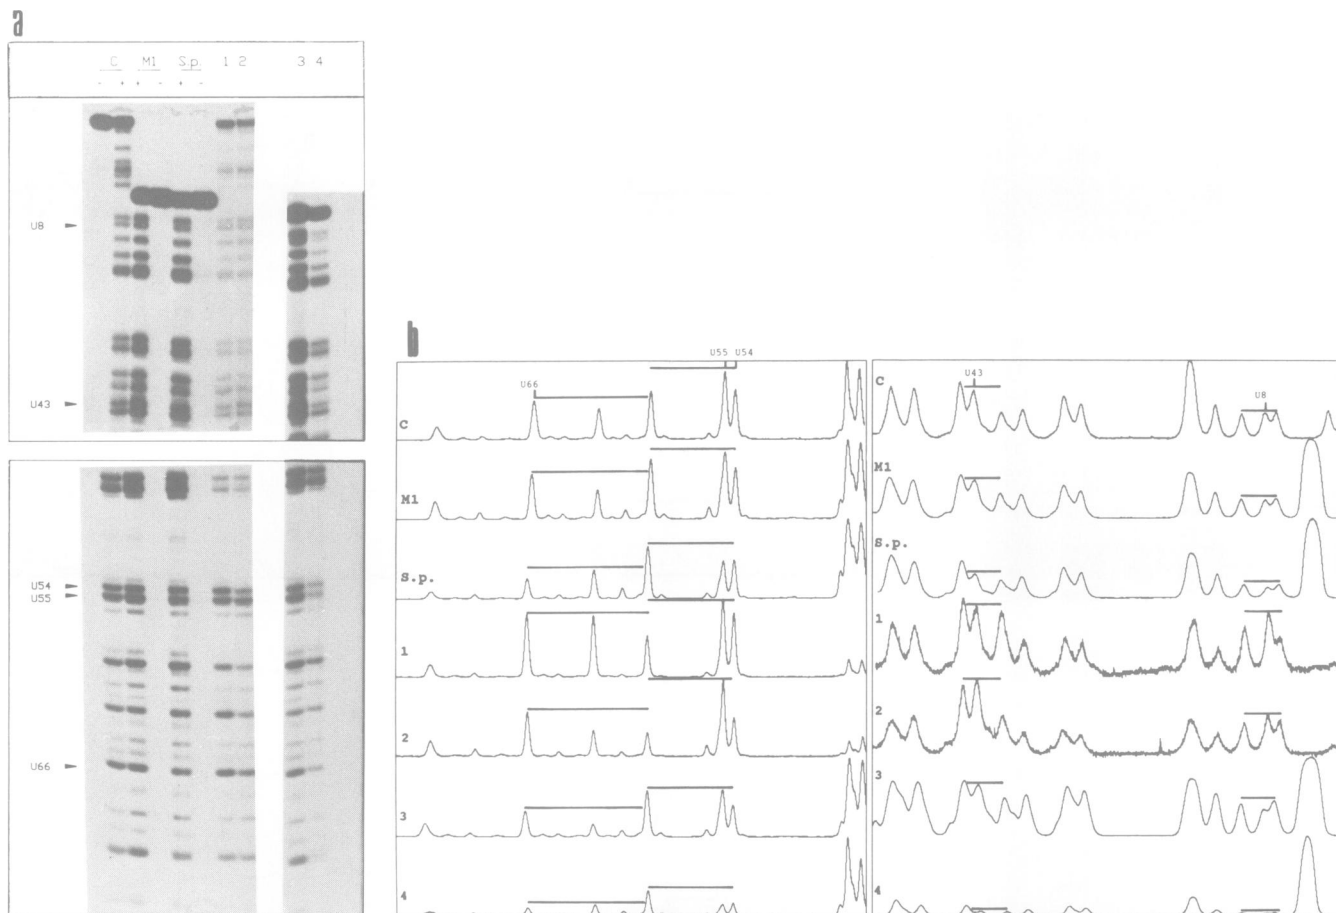 a
C M1 S.p. 1 2 3 4
- + + - + -
U8
U43
U54
U55
U66
b
U66 U55 U54
C
M1
S.p.
1
2
3
4
U43 U8
C
M1
S.p.
1
2
3
4